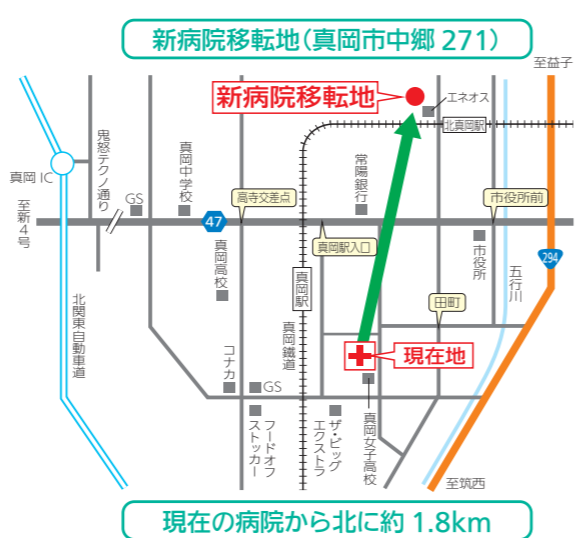 新病院移転地(真岡市中郷 271)
至益子
新病院移転地
エネオス
北真岡駅
鬼怒テクノ通り
真岡中学校
常陽銀行
真岡 IC
至新4号
GS
高寺交差点
市役所前
47
真岡駅入口
市役所
294
真岡高校
真岡駅
五行川
北関東自動車道
田町
真岡鐵道
コナカ
現在地
GS
フードオフ
ストッカー
ザ・ビッグ
エクストラ
真岡女子高校
至筑西
現在の病院から北に約 1.8km